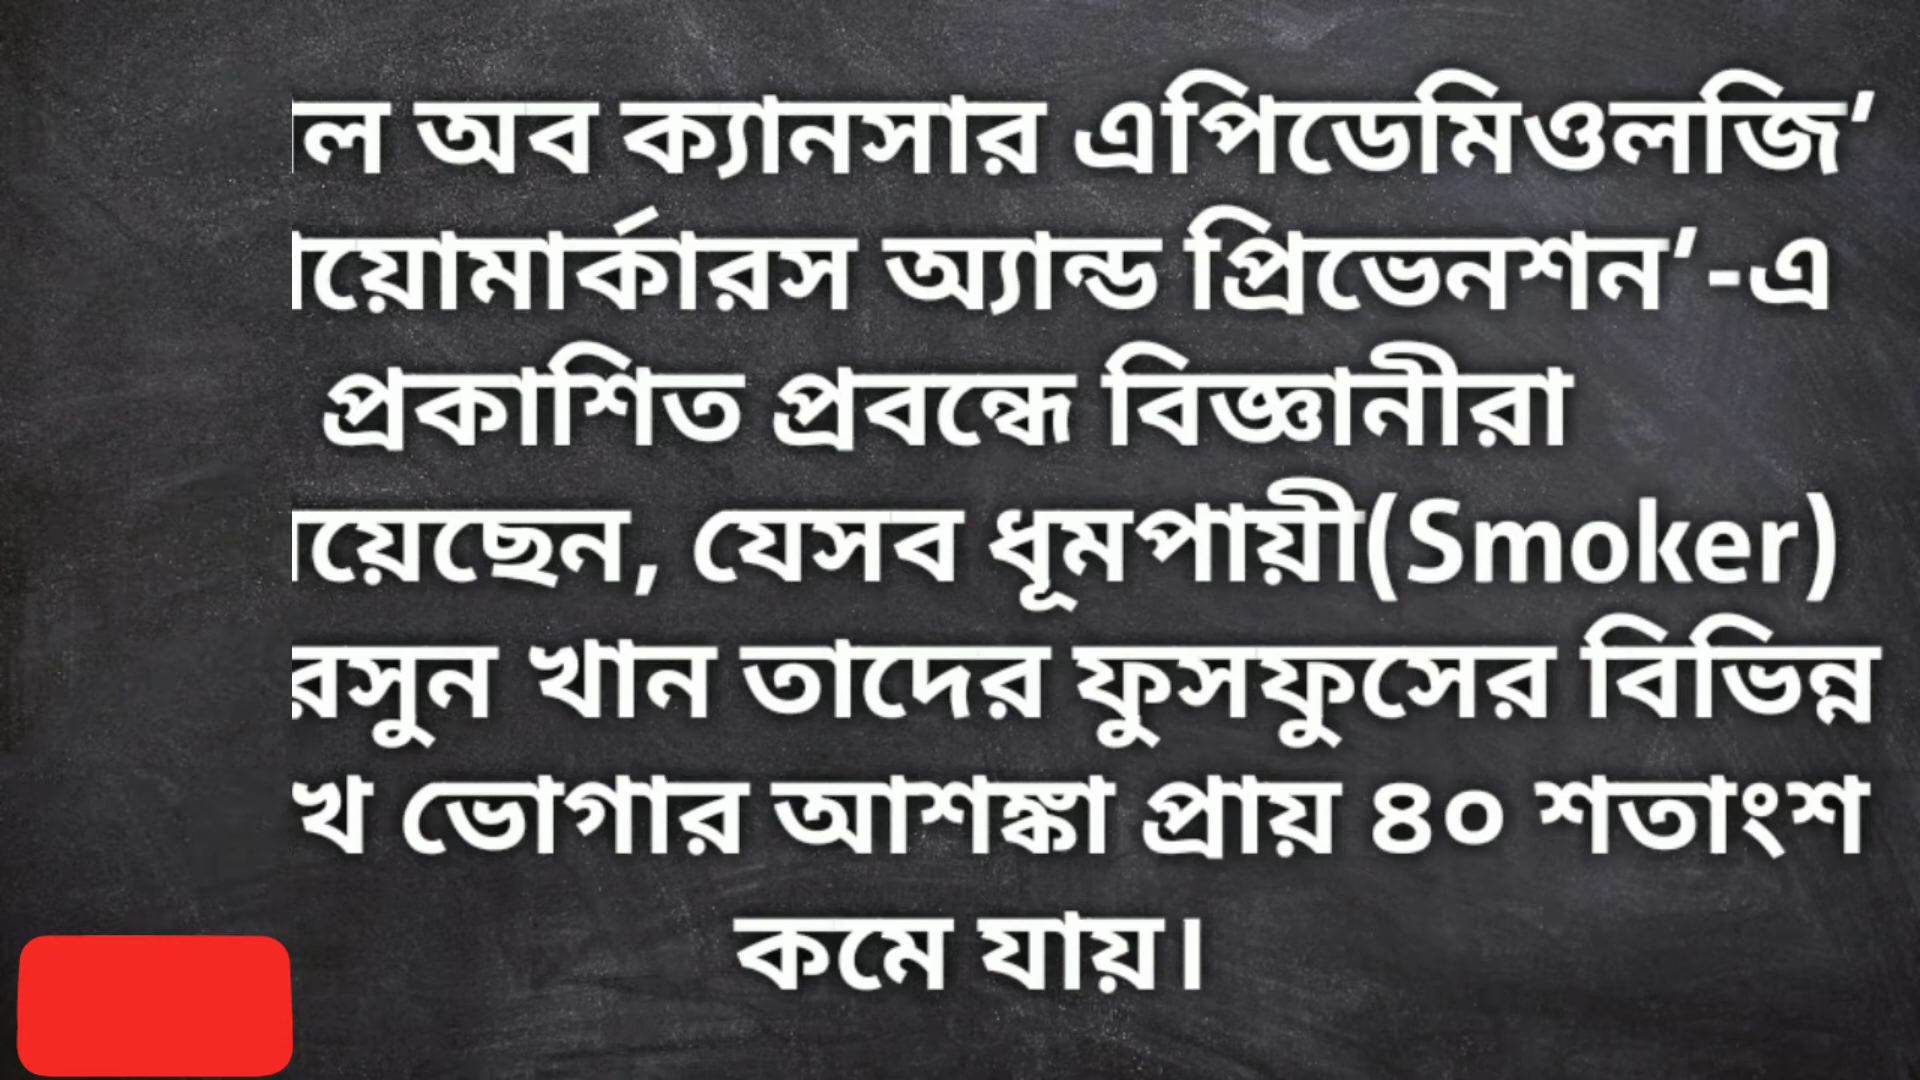 ল অব ক্যানসার এপিডেমিওলজি’
য়োমার্কারস অ্যান্ড প্রিভেনশন’-এ
প্রকাশিত প্রবন্ধে বিজ্ঞানীরা
য়েছেন, যেসব ধূমপায়ী(Smoker)
রসুন খান তাদের ফুসফুসের বিভিন্ন
খ ভোগার আশঙ্কা প্রায় ৪০ শতাংশ
কমে যায়।